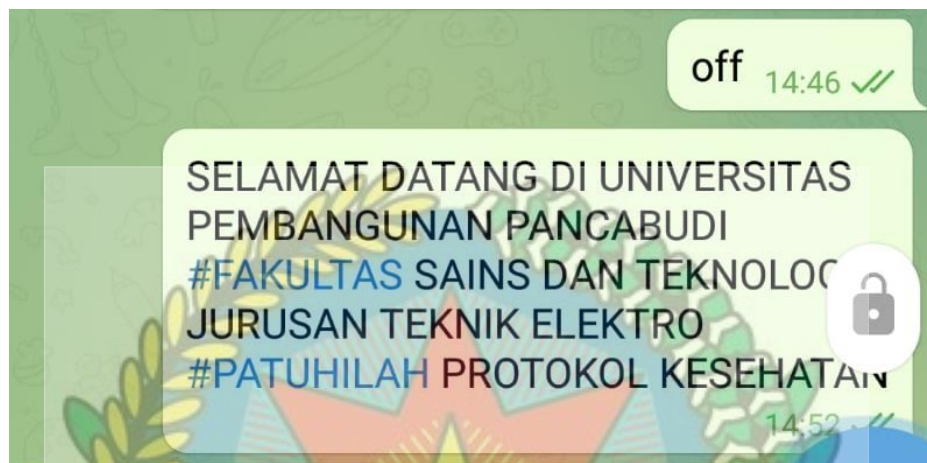 off 14:46
SELAMAT DATANG DI UNIVERSITAS
PEMBANGUNAN PANCABUDI
#FAKULTAS SAINS DAN
JURUSAN TEKNIK ELEKTRO
#PATUHILAH PROTOKOL KESEHATAN
14:52